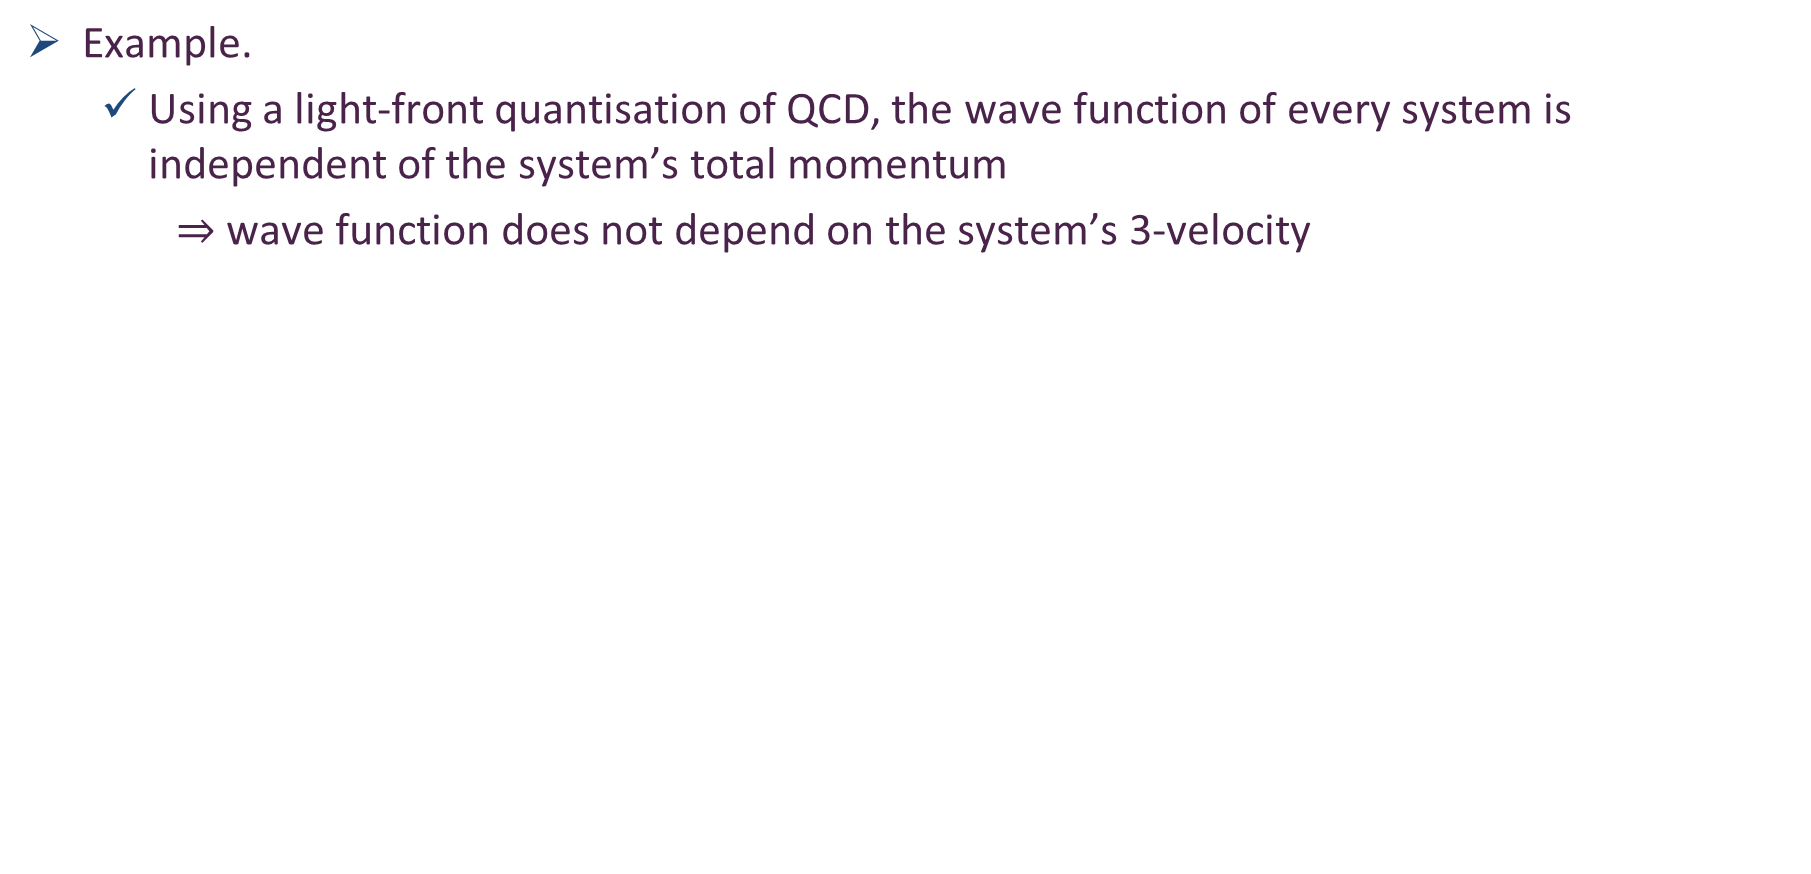 ➢ Example.
✓ Using a light-front quantisation of QCD, the wave function of every system is
independent of the system’s total momentum
⇒ wave function does not depend on the system’s 3-velocity